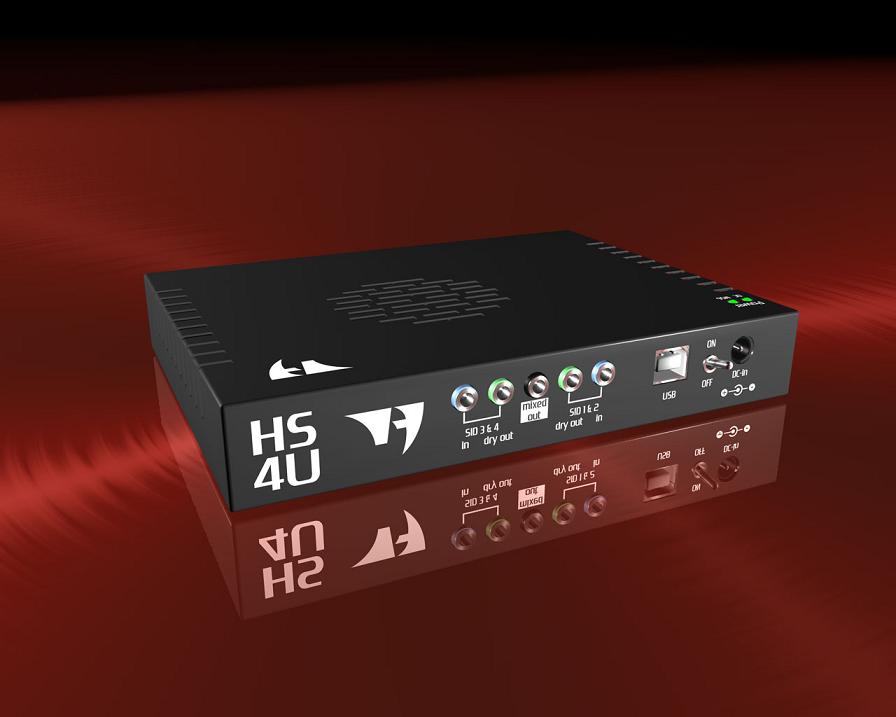 POWER
HS
4U
SID 3 & 4
in dry out
mixed
out
SID 1 & 2
dry out in
USB
ON
OFF
DC-in